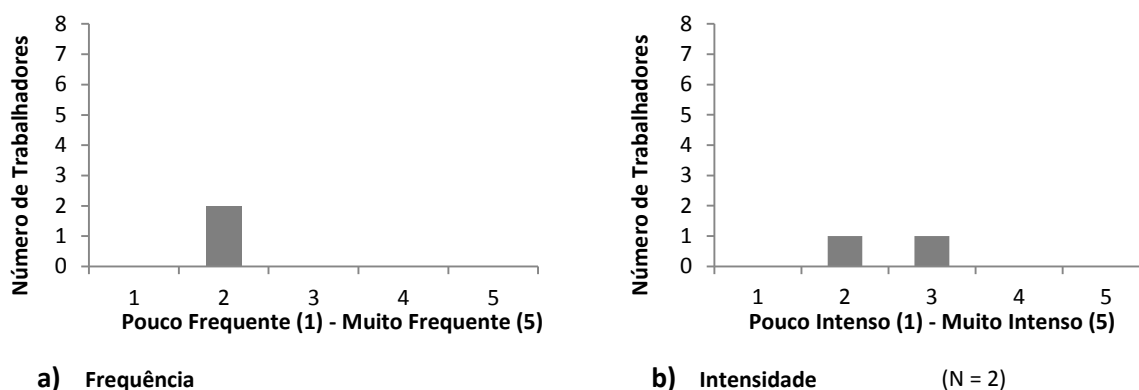 Número de Trabalhadores
8
7
6
5
4
3
2
1
0
1 2 3 4 5
Pouco Frequente (1) - Muito Frequente (5)
a) Frequência
Número de Trabalhadores
8
7
6
5
4
3
2
1
0
1 2 3 4 5
Pouco Intenso (1) - Muito Intenso (5)
b) Intensidade (N = 2)